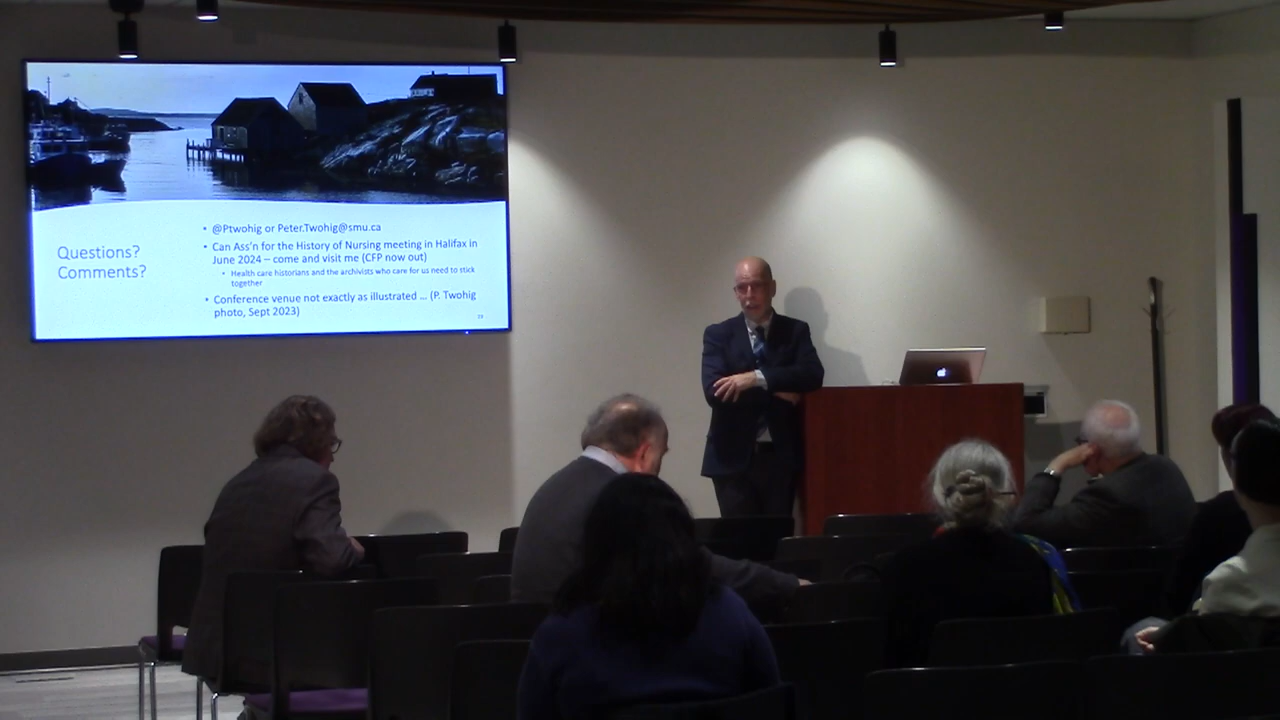 Questions?
Comments?
• @Ptwohig or Peter.Twohig@smu.ca
• Can Ass'n for the History of Nursing meeting in Halifax in
June 2024 – come and visit me (CFP now out)
• Health care historians and the archivists who care for us need to stick
together
• Conference venue not exactly as illustrated ... (P. Twohig
photo, Sept 2023)